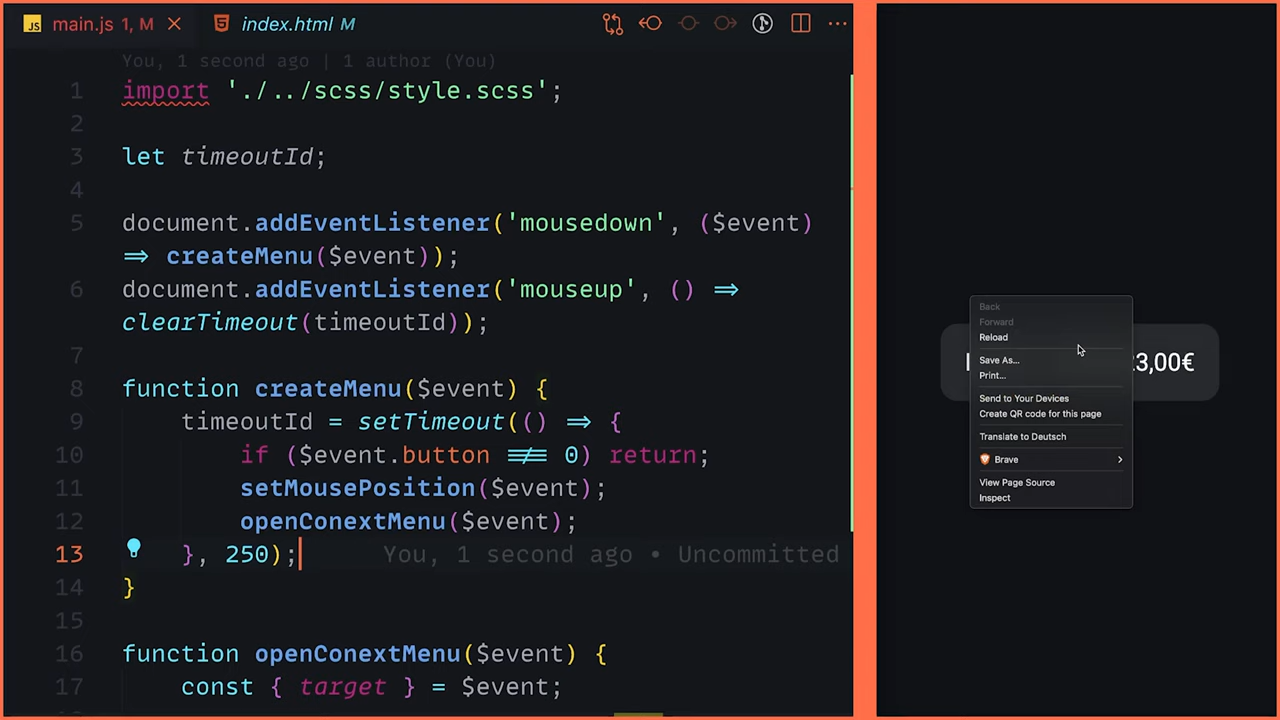 JS main.js 1, M index.html M
You, 1 second ago | 1 author (You)
1 import './../scss/style.scss';
2
3 let timeoutId;
4
5 document.addEventListener('mousedown', ($event)
⇒ createMenu($event));
6 document.addEventListener('mouseup', () ⇒
clearTimeout(timeoutId));
7
8 function createMenu($event) {
9 timeoutId = setTimeout(() ⇒ {
10 if ($event.button !== 0) return;
11 setMousePosition($event);
12 openConextMenu($event);
13 }, 250); You, 1 second ago • Uncommitted
14 }
15
16 function openConextMenu($event) {
17 const { target } = $event;
Back
Forward
Reload
Save As...
Print...
Send to Your Devices
Create QR code for this page
Translate to Deutsch
Brave
View Page Source
Inspect
3,00€